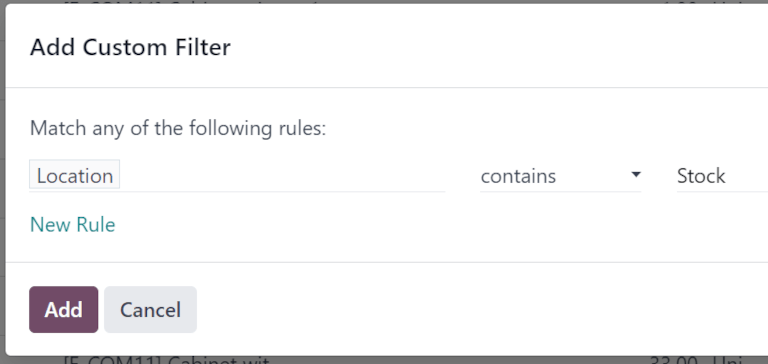 Add Custom Filter
Match any of the following rules:
Location contains Stock
New Rule
Add Cancel
[E-COM11] Cabinet wit 33.00 Uni